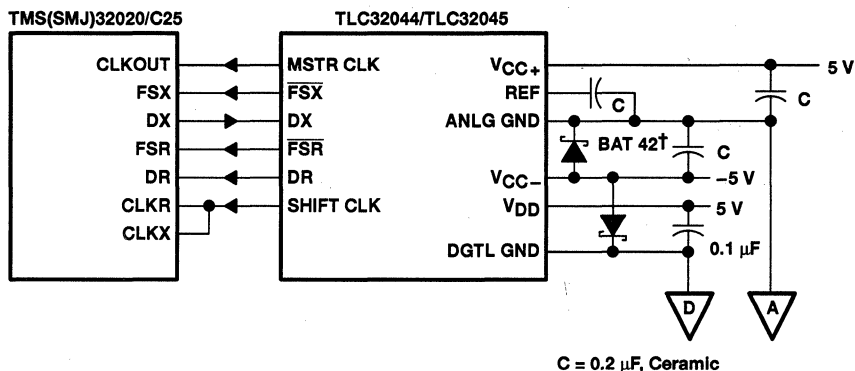 TMS(SMJ)32020/C25
TLC32044/TLC32045
CLKOUT
FSX
DX
FSR
DR
CLKR
CLKX
MSTR CLK
F̅S̅X̅
DX
F̅S̅R̅
DR
SHIFT CLK
VCC+
REF
ANLG GND
VCC−
VDD
DGTL GND
5 V
C
C
BAT 42†
C
−5 V
5 V
0.1 μF
D
A
C = 0.2 μF, Ceramic